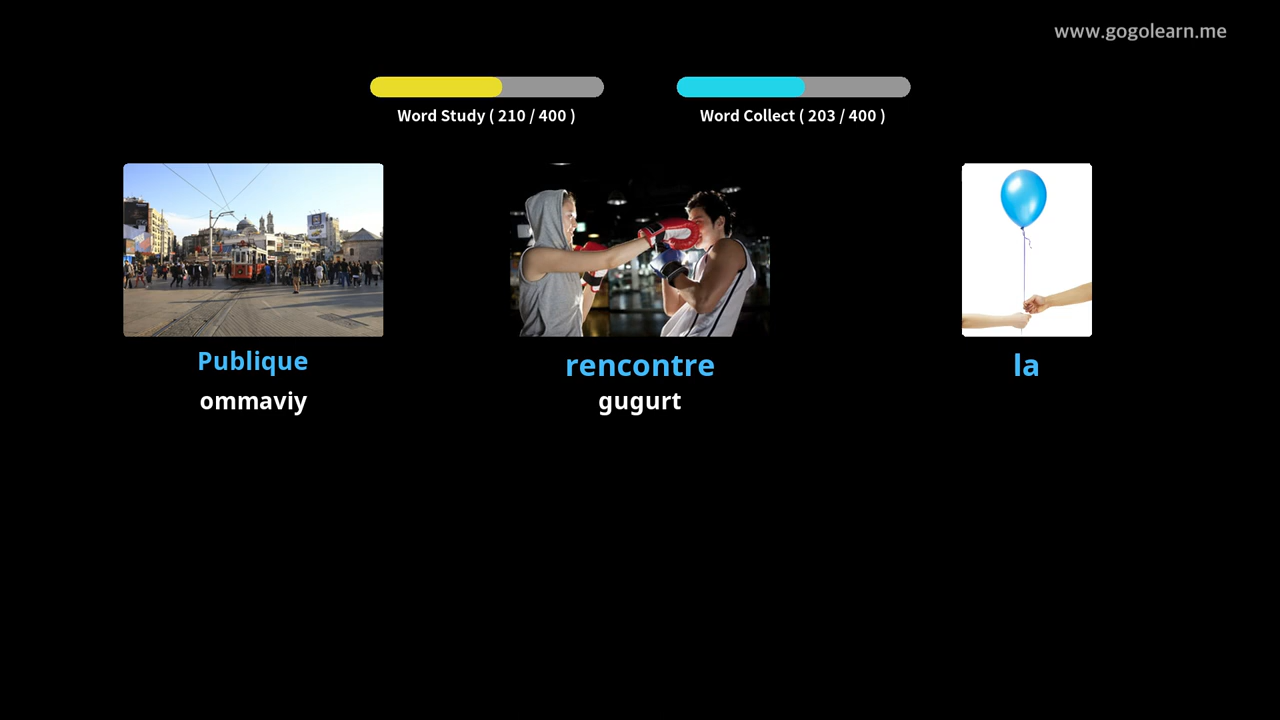 www.gogolearn.me
Word Study ( 210 / 400 )
Word Collect ( 203 / 400 )
Publique
ommaviy
rencontre
gugurt
la